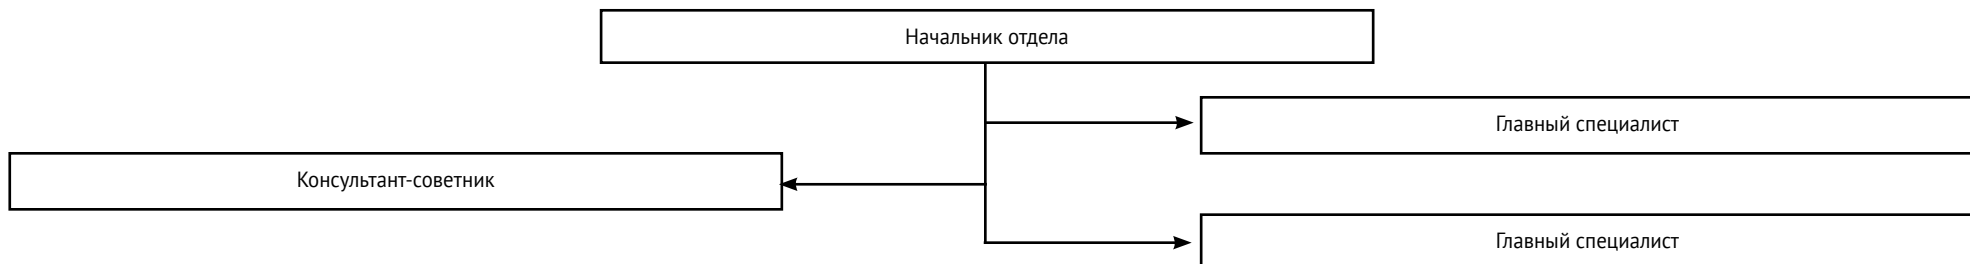 Начальник отдела
Главный специалист
Консультант-советник
Главный специалист